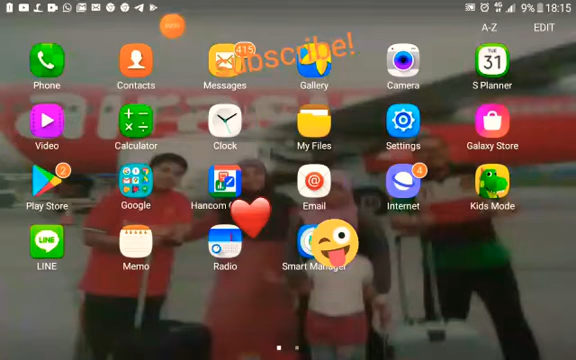 9% 18:15
A-Z EDIT
Subscribe!
Phone
Contacts
415
Messages
Gallery
Camera
31
S Planner
Video
Calculator
Clock
My Files
Settings
Galaxy Store
2
Play Store
Google
Hancom
Email
4
Internet
Kids Mode
LINE
LINE
Memo
Radio
Smart Manager